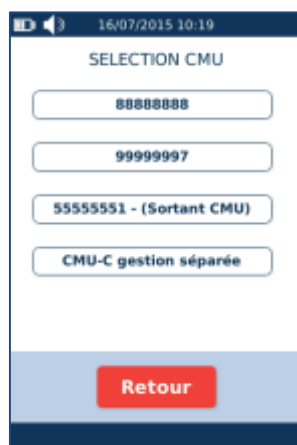 16/07/2015 10:19
SELECTION CMU
88888888
99999997
55555551 - (Sortant CMU)
CMU-C gestion séparée
Retour